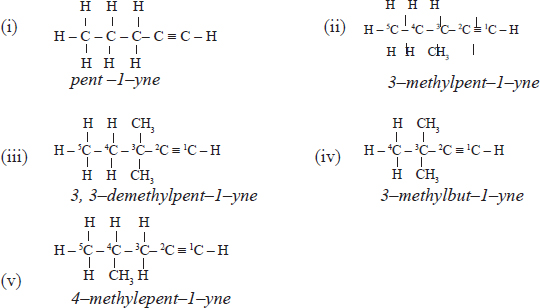 (i)
H H H
H – C – C – C – C ≡ C – H
H H H
pent –1–yne
(ii)
H H H
H – ⁵C – ⁴C – ³C – ²C ≡ ¹C – H
H H CH₃
3–methylpent–1–yne
(iii)
H H CH₃
H – ⁵C – ⁴C – ³C – ²C ≡ ¹C – H
H H CH₃
3, 3–demethylpent–1–yne
(iv)
H CH₃
H – ⁴C – ³C – ²C ≡ ¹C – H
H CH₃
3–methylbut–1–yne
(v)
H H H
H – ⁵C – ⁴C – ³C – ²C ≡ ¹C – H
H CH₃ H
4–methylepent–1–yne